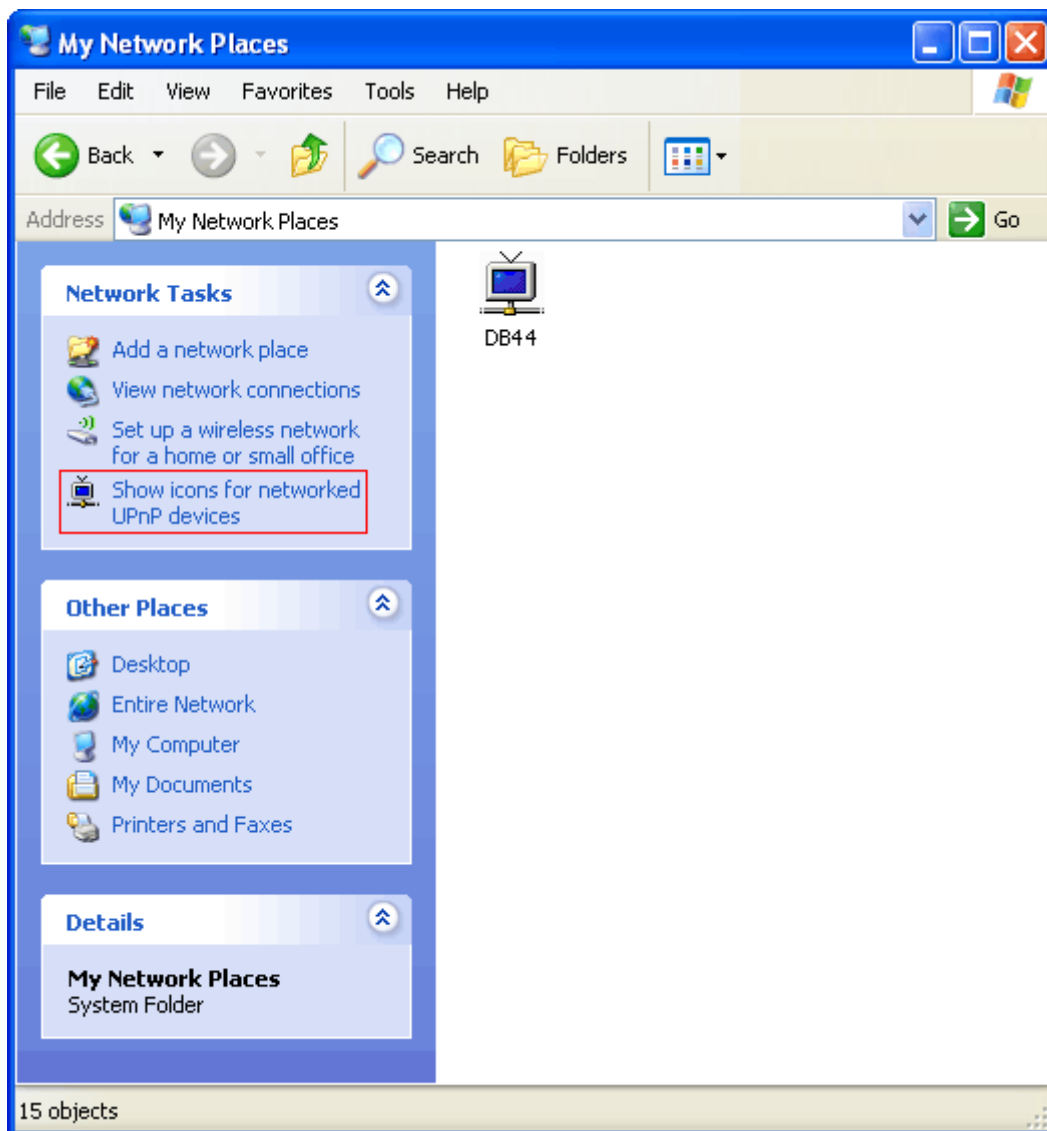 My Network Places
File Edit View Favorites Tools Help
Back Search Folders
Address My Network Places Go
Network Tasks
Add a network place
View network connections
Set up a wireless network
for a home or small office
Show icons for networked
UPnP devices
Other Places
Desktop
Entire Network
My Computer
My Documents
Printers and Faxes
Details
My Network Places
System Folder
DB44
15 objects